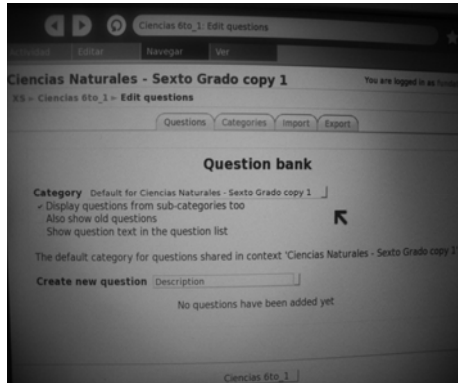 Ciencias 6to_1: Edit questions
Actividad Editar Navegar Ver
Ciencias Naturales - Sexto Grado copy 1
You are logged in as
XS ► Ciencias 6to_1 ► Edit questions
Questions Categories Import Export
Question bank
Category Default for Ciencias Naturales - Sexto Grado copy 1
Display questions from sub-categories too
Also show old questions
Show question text in the question list
The default category for questions shared in context 'Ciencias Naturales - Sexto Grado copy 1'
Create new question Description
No questions have been added yet
Ciencias 6to_1